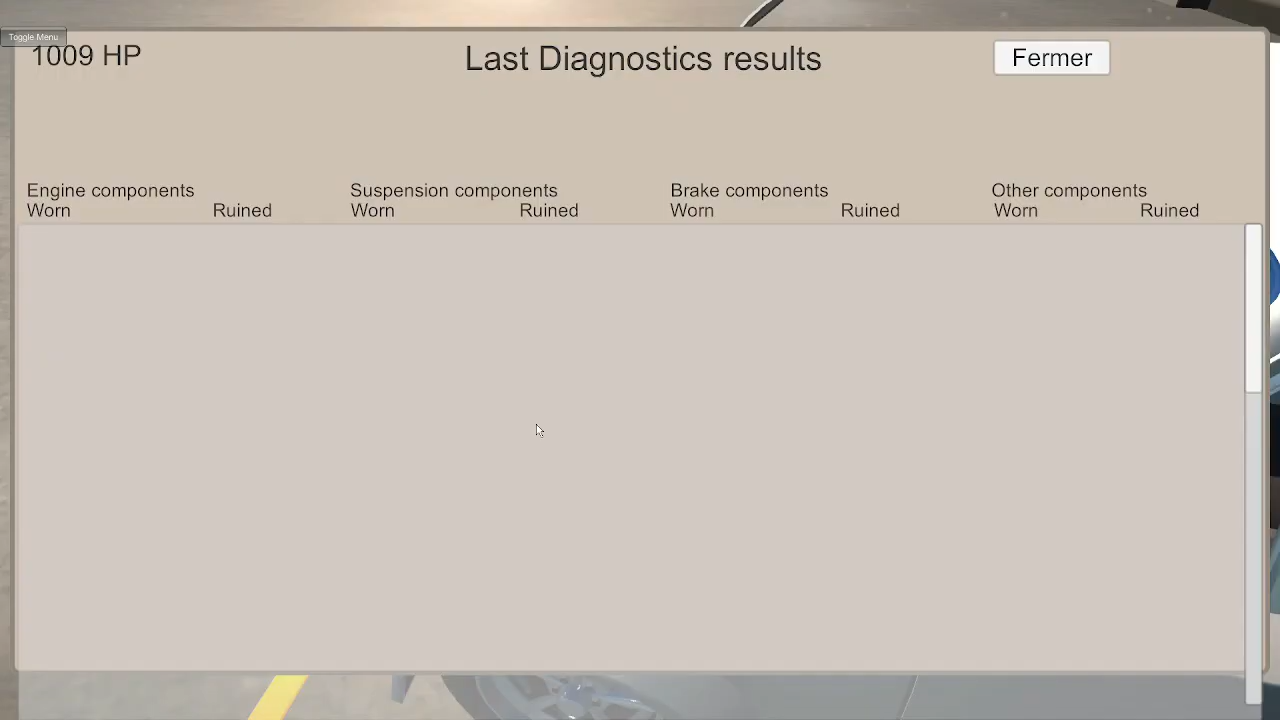 Toggle Menu
1009 HP
Last Diagnostics results
Fermer
Engine components
Suspension components
Brake components
Other components
Worn
Ruined
Worn
Ruined
Worn
Ruined
Worn
Ruined